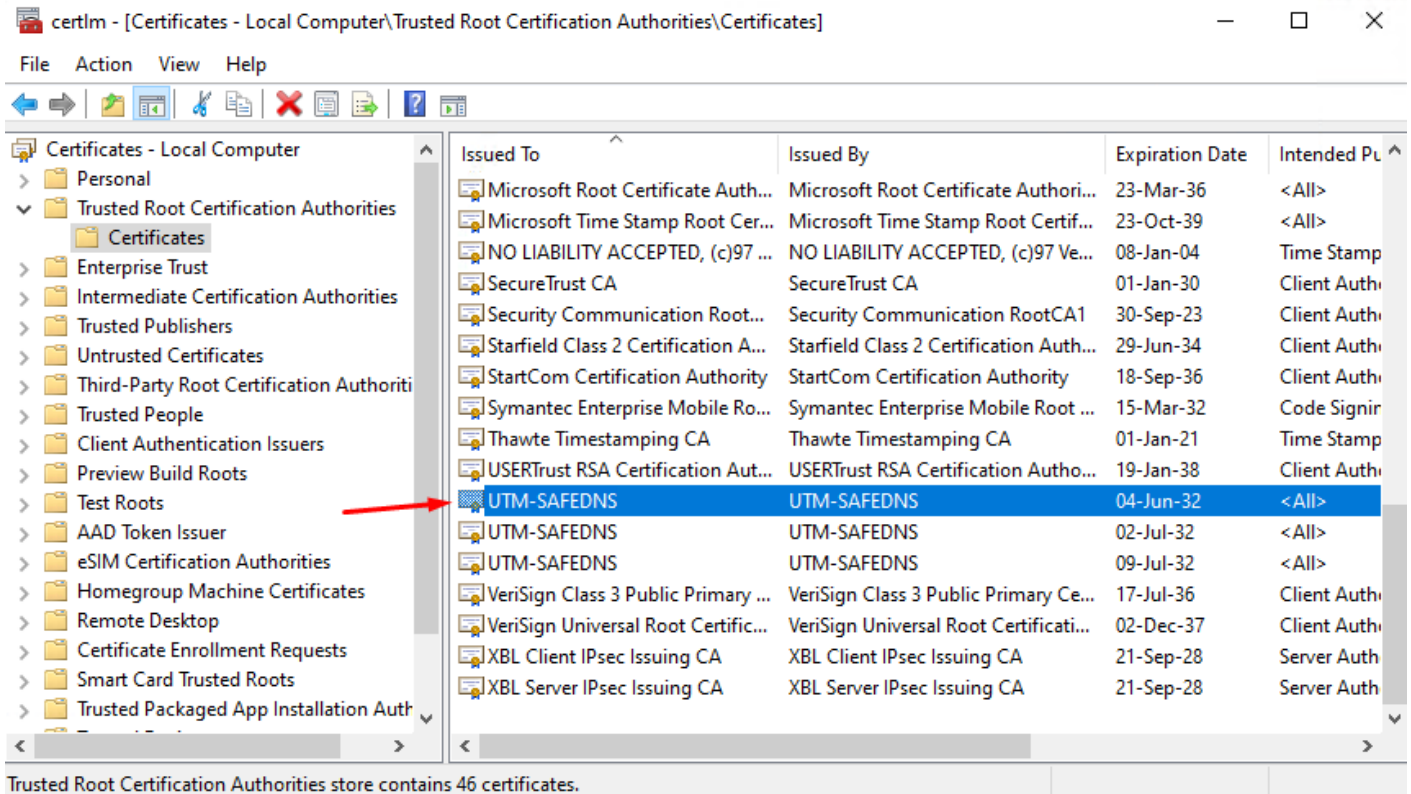 certlm - [Certificates - Local Computer\Trusted Root Certification Authorities\Certificates]
File Action View Help
Certificates - Local Computer
Personal
Trusted Root Certification Authorities
Certificates
Enterprise Trust
Intermediate Certification Authorities
Trusted Publishers
Untrusted Certificates
Third-Party Root Certification Authoriti
Trusted People
Client Authentication Issuers
Preview Build Roots
Test Roots
AAD Token Issuer
eSIM Certification Authorities
Homegroup Machine Certificates
Remote Desktop
Certificate Enrollment Requests
Smart Card Trusted Roots
Trusted Packaged App Installation Auth
Issued To Issued By Expiration Date Intended Pu
Microsoft Root Certificate Auth... Microsoft Root Certificate Authori... 23-Mar-36 <All>
Microsoft Time Stamp Root Cer... Microsoft Time Stamp Root Certif... 23-Oct-39 <All>
NO LIABILITY ACCEPTED, (c)97 ... NO LIABILITY ACCEPTED, (c)97 Ve... 08-Jan-04 Time Stamp
SecureTrust CA SecureTrust CA 01-Jan-30 Client Auth
Security Communication Root... Security Communication RootCA1 30-Sep-23 Client Auth
Starfield Class 2 Certification A... Starfield Class 2 Certification Auth... 29-Jun-34 Client Auth
StartCom Certification Authority StartCom Certification Authority 18-Sep-36 Client Auth
Symantec Enterprise Mobile Ro... Symantec Enterprise Mobile Root ... 15-Mar-32 Code Signin
Thawte Timestamping CA Thawte Timestamping CA 01-Jan-21 Time Stamp
USERTrust RSA Certification Aut... USERTrust RSA Certification Autho... 19-Jan-38 Client Auth
UTM-SAFEDNS UTM-SAFEDNS 04-Jun-32 <All>
UTM-SAFEDNS UTM-SAFEDNS 02-Jul-32 <All>
UTM-SAFEDNS UTM-SAFEDNS 09-Jul-32 <All>
VeriSign Class 3 Public Primary ... VeriSign Class 3 Public Primary Ce... 17-Jul-36 Client Auth
VeriSign Universal Root Certific... VeriSign Universal Root Certificati... 02-Dec-37 Client Auth
XBL Client IPsec Issuing CA XBL Client IPsec Issuing CA 21-Sep-28 Server Auth
XBL Server IPsec Issuing CA XBL Server IPsec Issuing CA 21-Sep-28 Server Auth
Trusted Root Certification Authorities store contains 46 certificates.